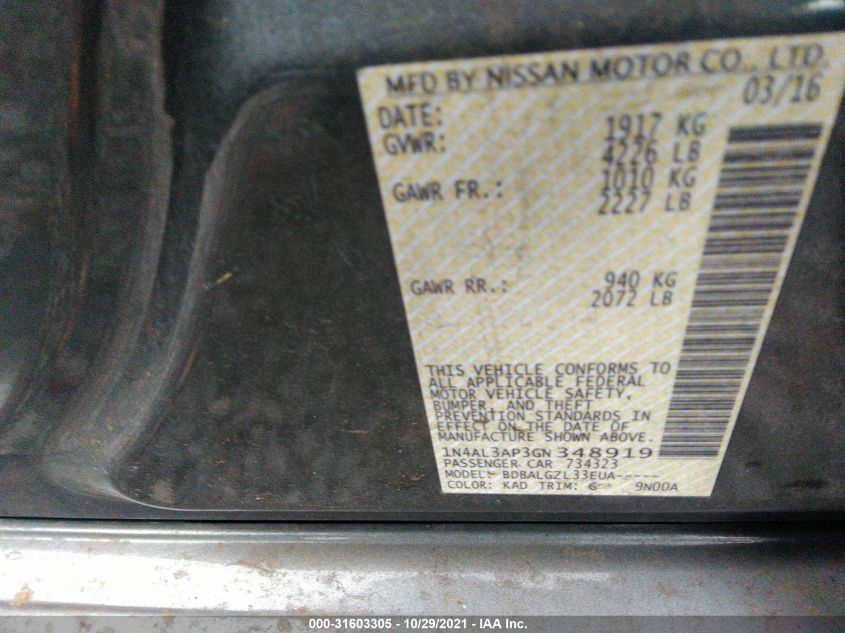 MFD BY NISSAN MOTOR CO., LTD.
DATE: 03/16
GVWR: 1917 KG
4226 LB
GAWR FR.: 1010 KG
2227 LB
GAWR RR.: 940 KG
2072 LB
THIS VEHICLE CONFORMS TO
ALL APPLICABLE FEDERAL
MOTOR VEHICLE SAFETY,
BUMPER, AND THEFT
PREVENTION STANDARDS IN
EFFECT ON THE DATE OF
MANUFACTURE SHOWN ABOVE.
1N4AL3AP3GN348919
PASSENGER CAR 734323
MODEL: BDBALGZL33EUA-----
COLOR: KAD TRIM: G 9N00A
000-31603305 - 10/29/2021 - IAA Inc.